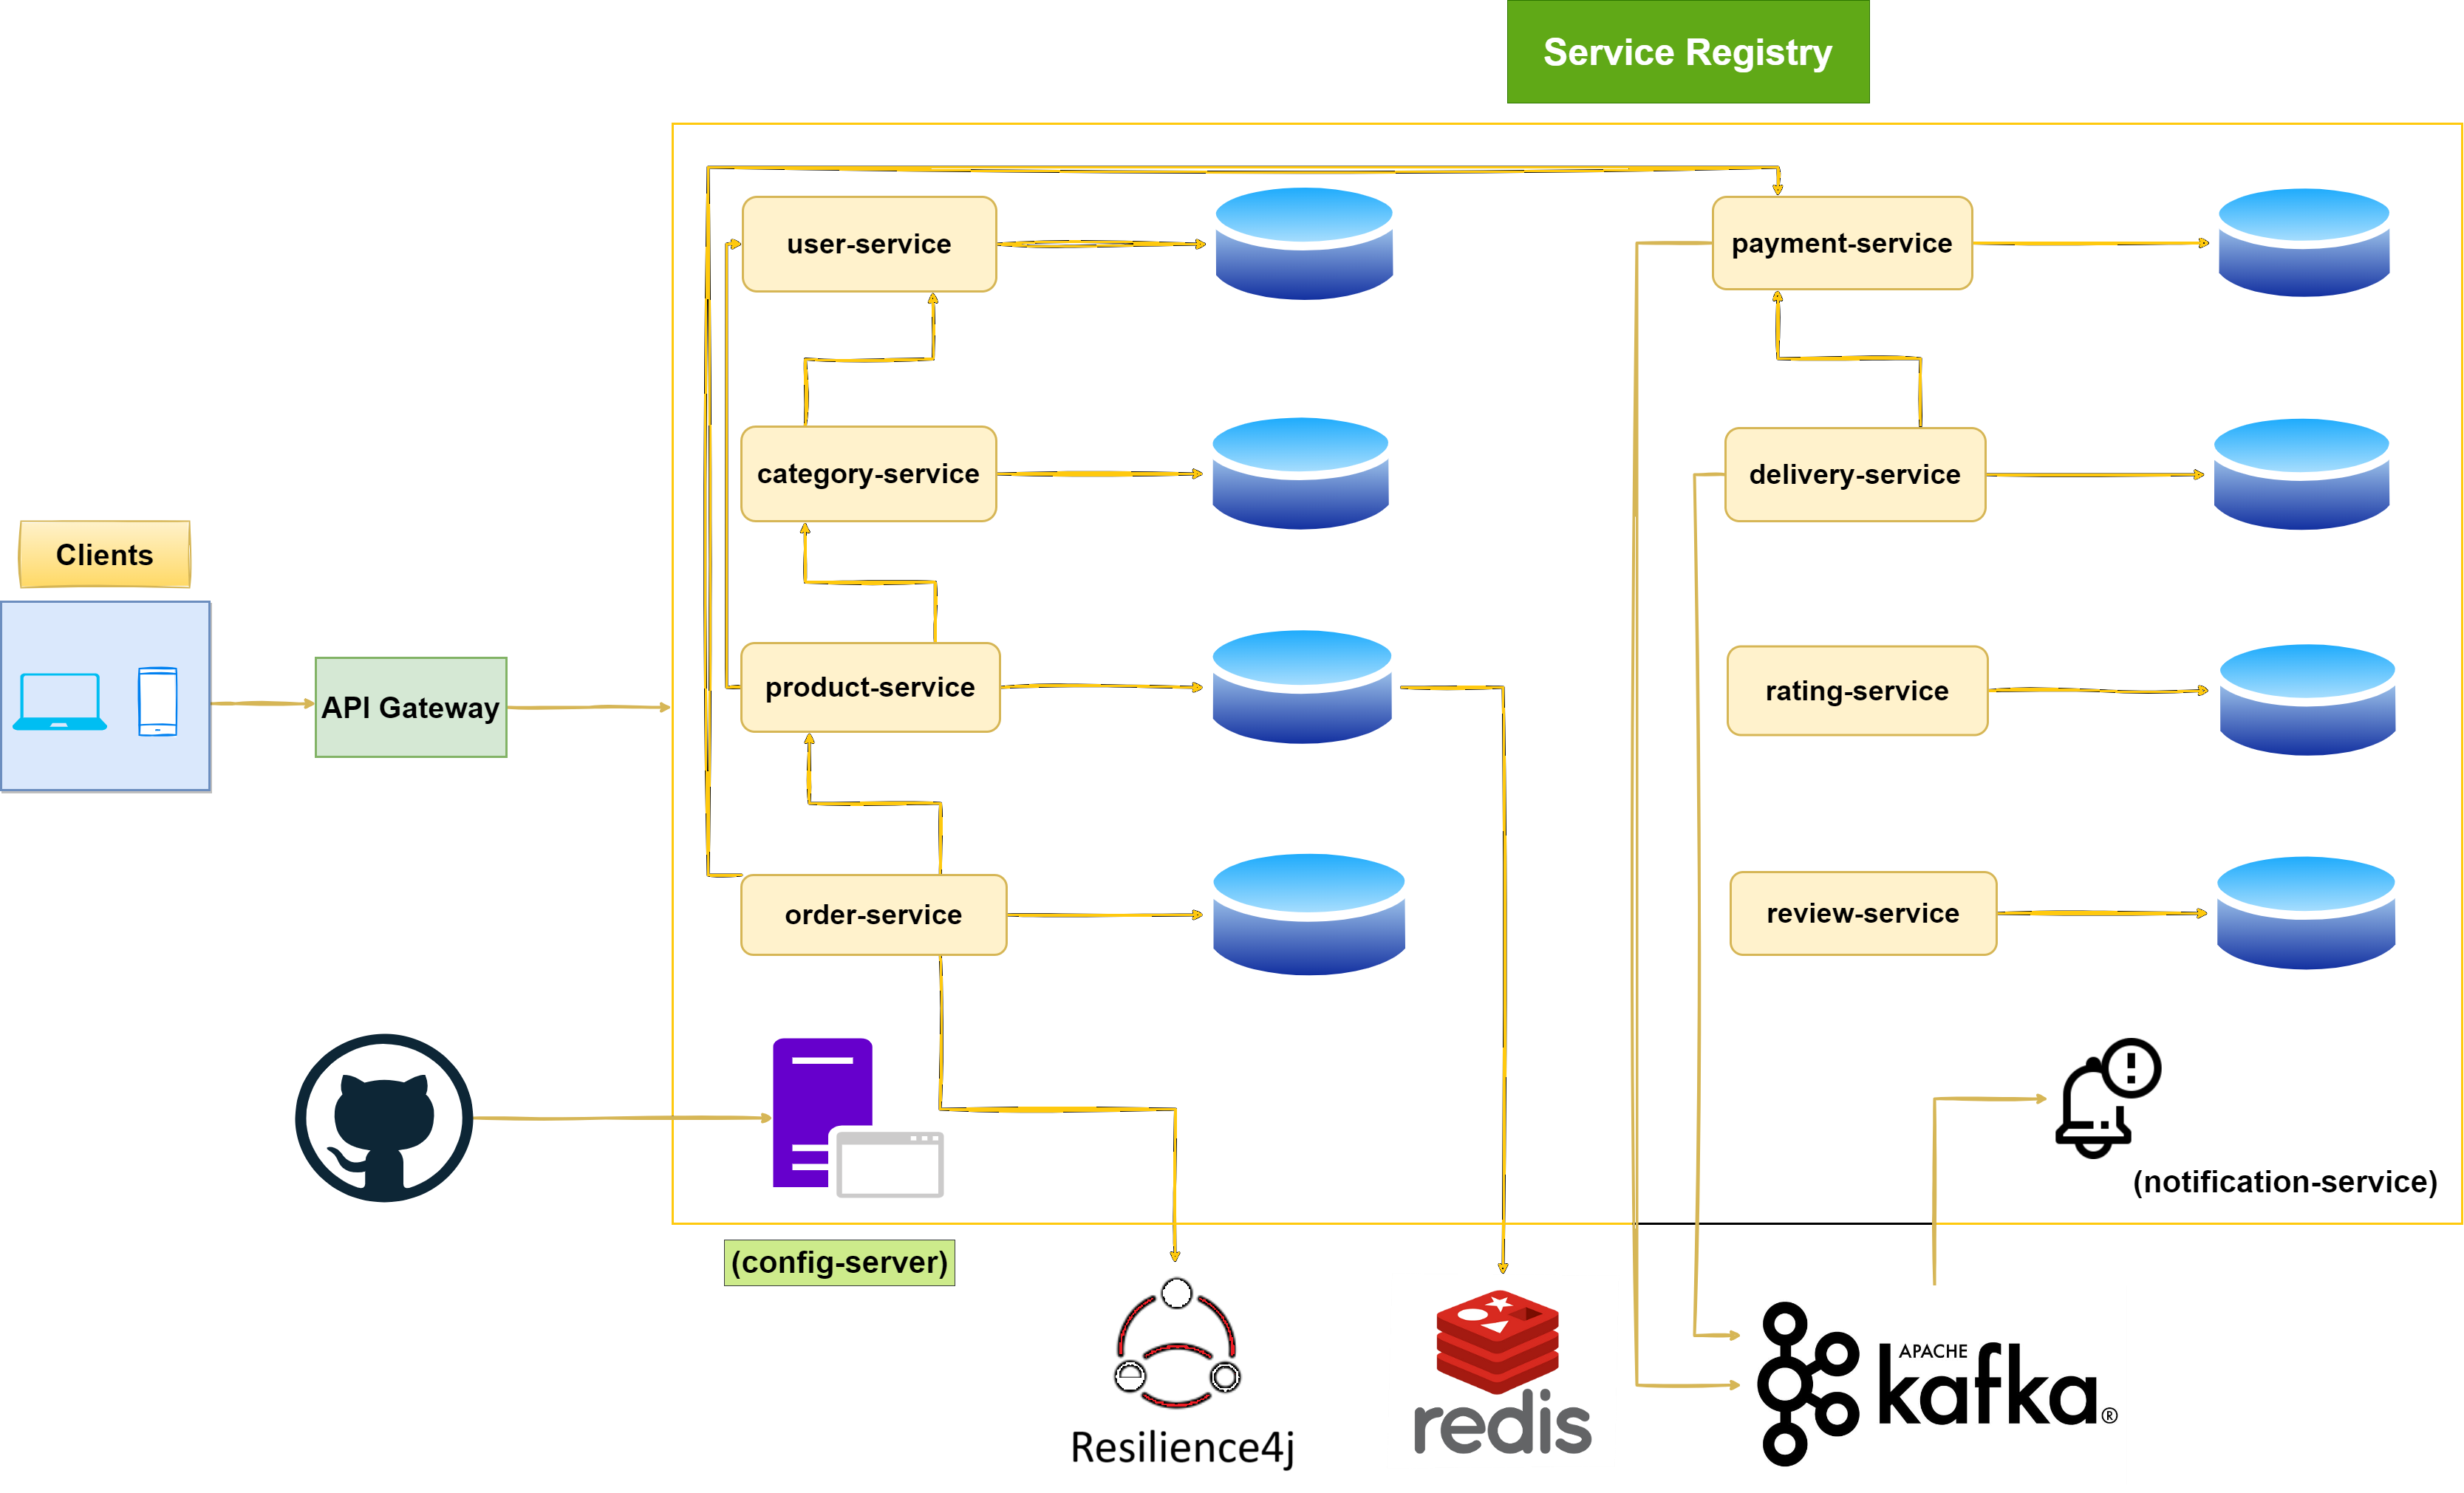 Service Registry
user-service
payment-service
category-service
delivery-service
Clients
product-service
rating-service
API Gateway
order-service
review-service
(notification-service)
(config-server)
Resilience4j
redis
APACHE
kafka®